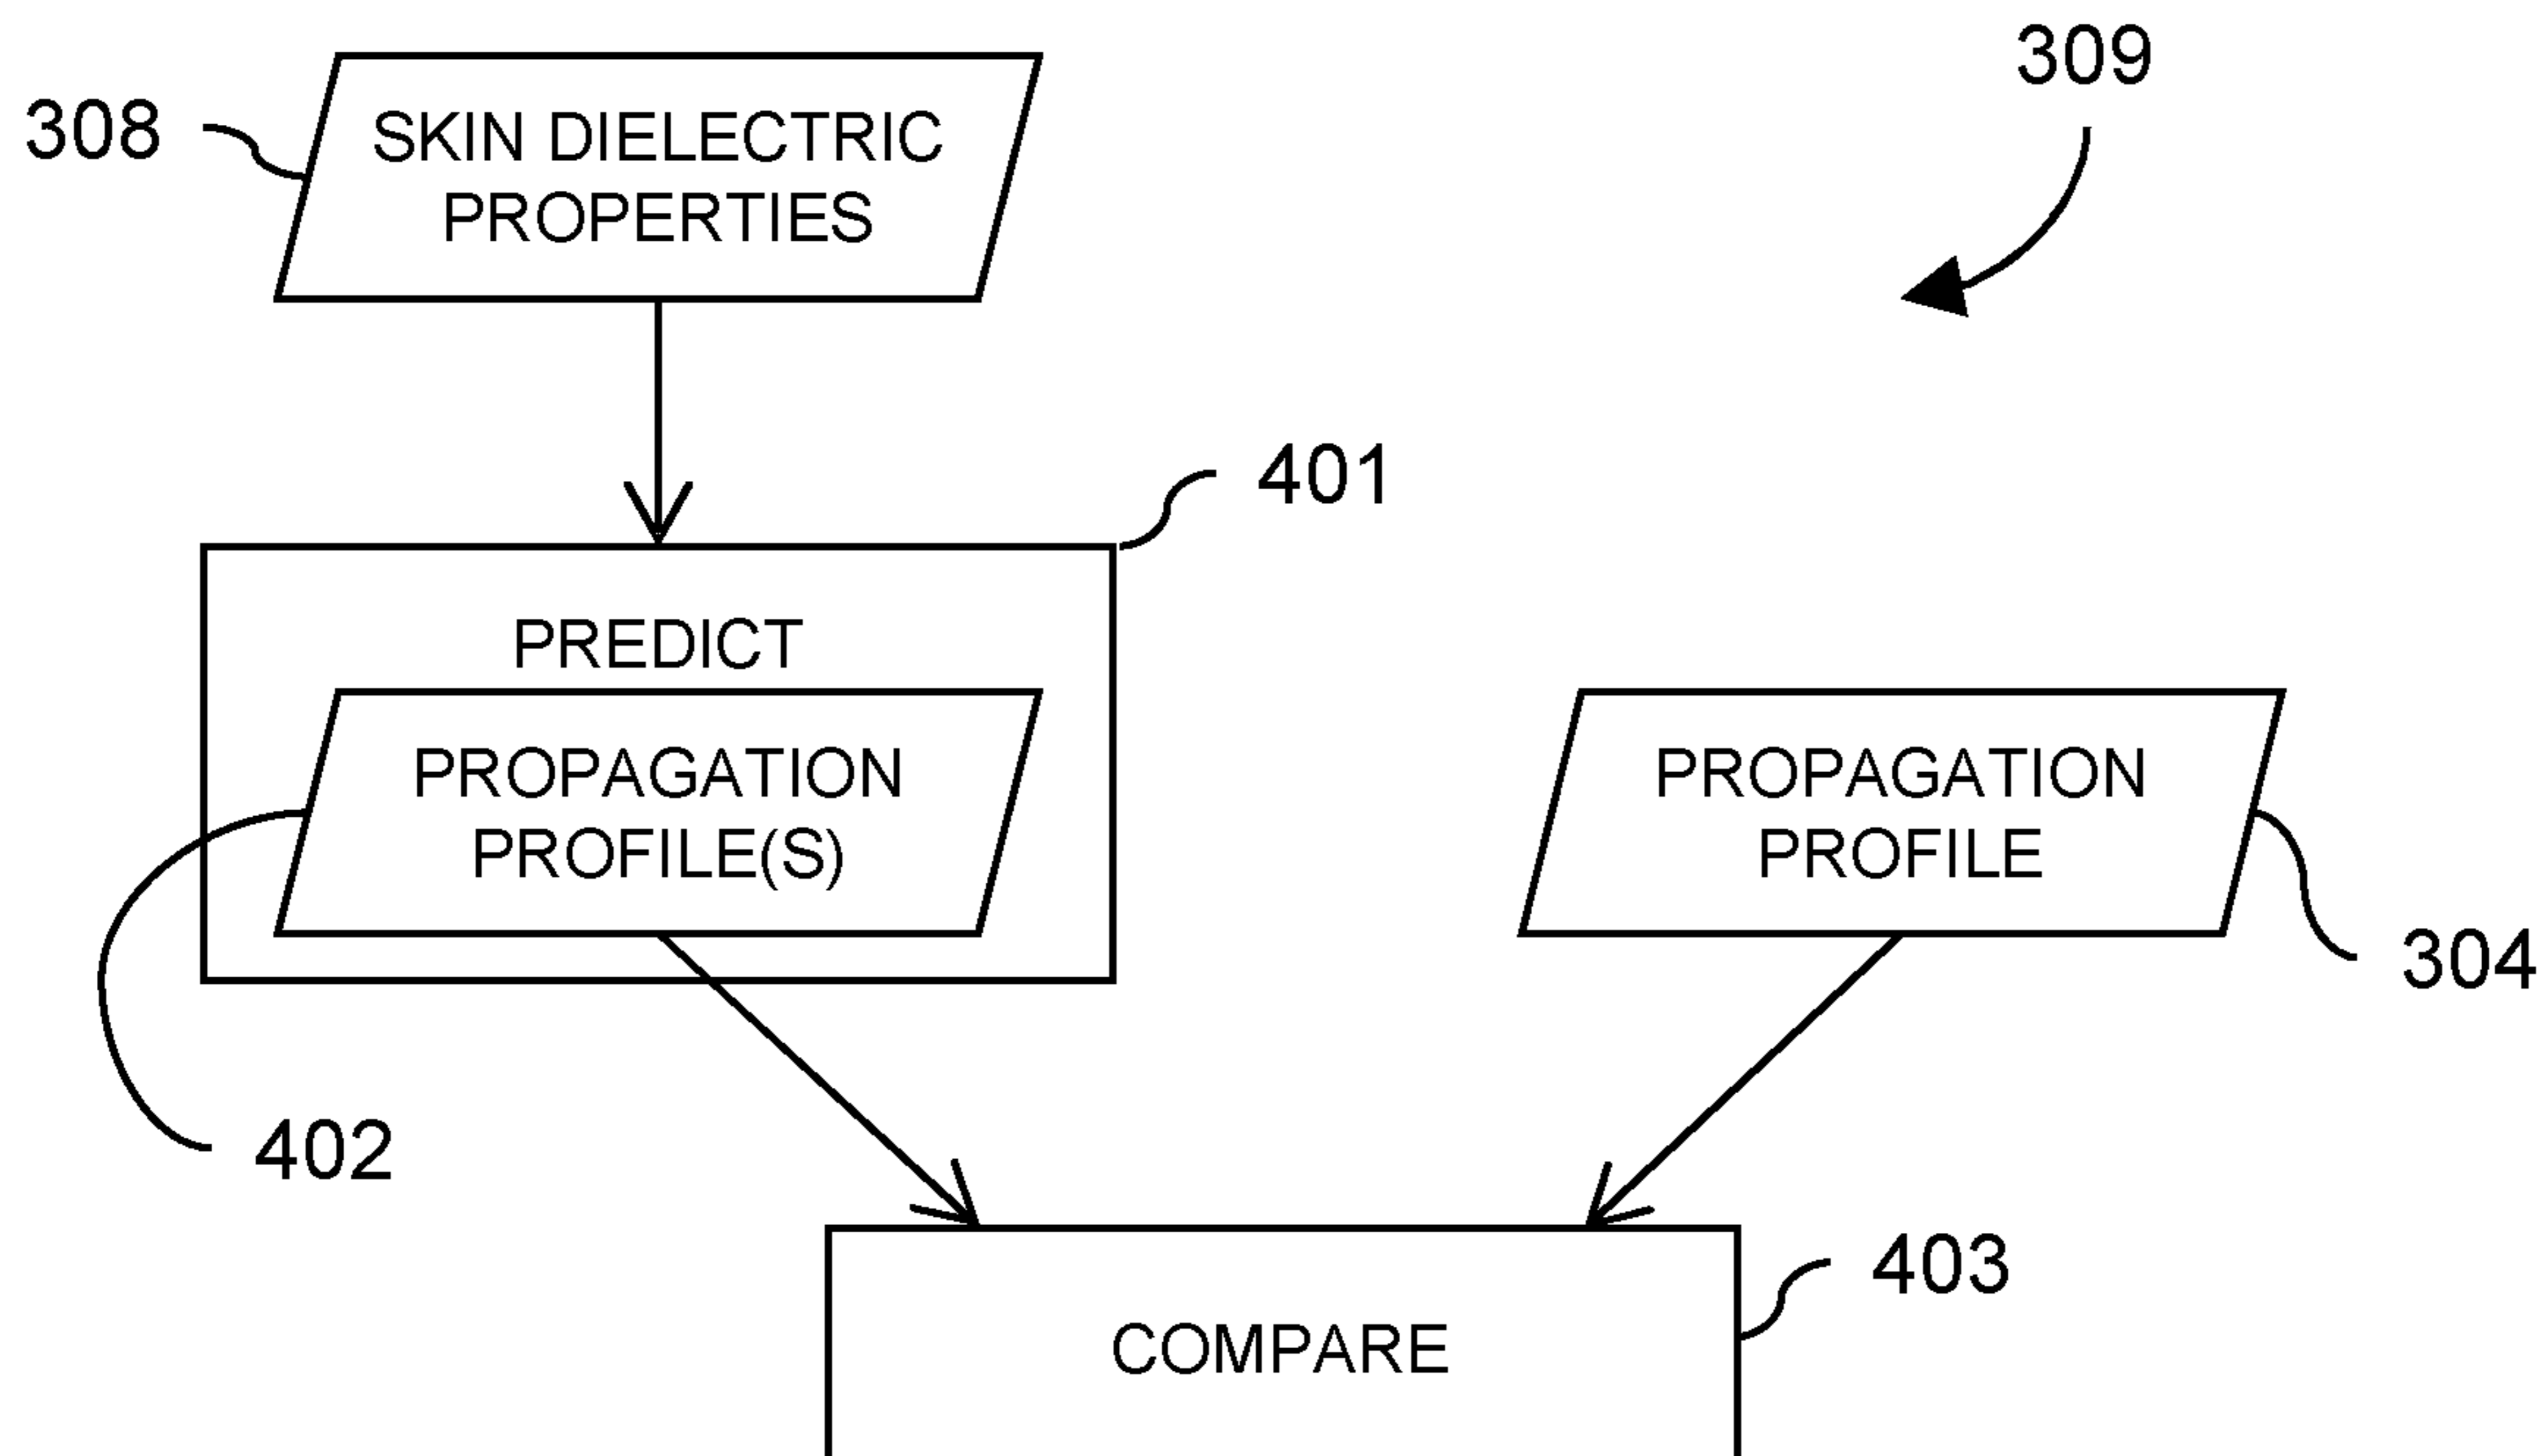 309
308
SKIN DIELECTRIC
PROPERTIES
401
PREDICT
PROPAGATION
PROFILE(S)
PROPAGATION
PROFILE
304
402
403
COMPARE